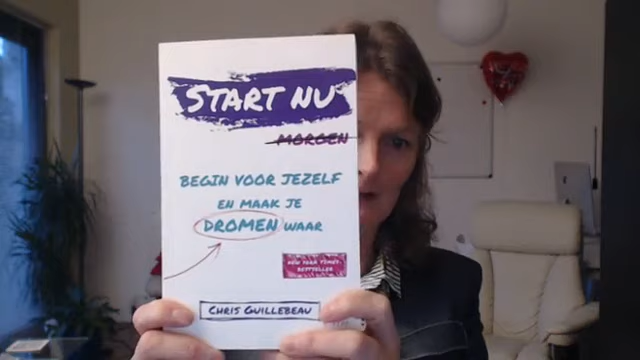 START NU
MORGEN
BEGIN VOOR JEZELF
EN MAAK JE
DROMEN WAAR
NEW YORK TIMES-
BESTSELLER
CHRIS GUILLEBEAU